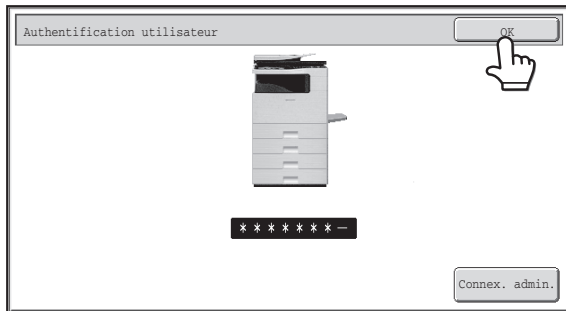 Authentification utilisateur
OK
*******—
Connex. admin.